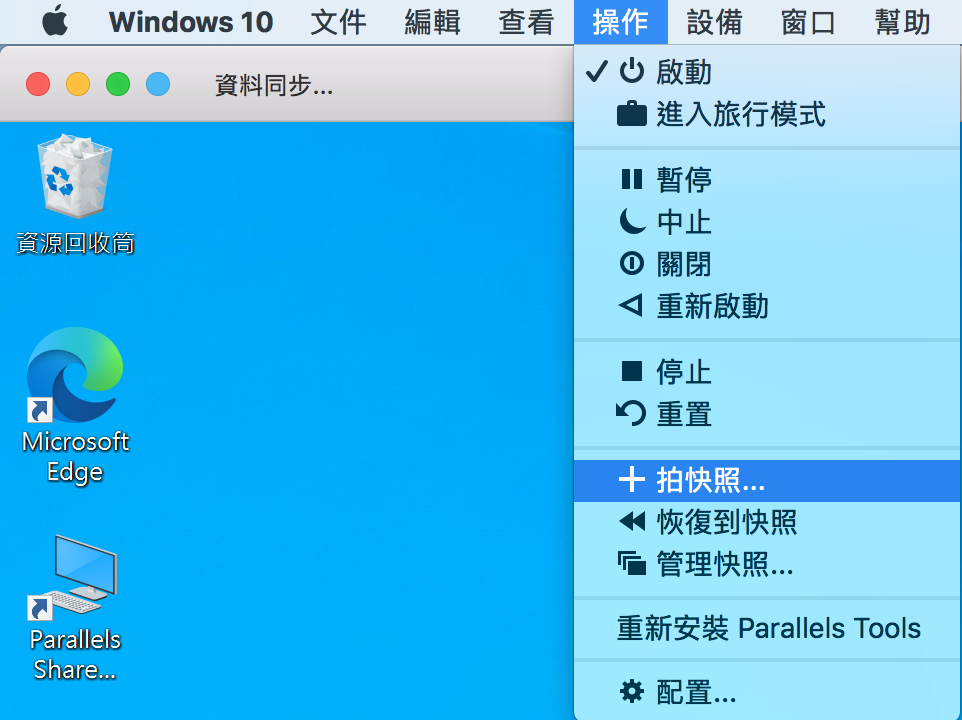 Windows 10 文件 編輯 查看 操作 設備 窗口 幫助
資料同步...
資源回收筒
Microsoft
Edge
Parallels
Share...
啟動
進入旅行模式
暫停
中止
關閉
重新啟動
停止
重置
拍快照...
恢復到快照
管理快照...
重新安裝 Parallels Tools
配置...